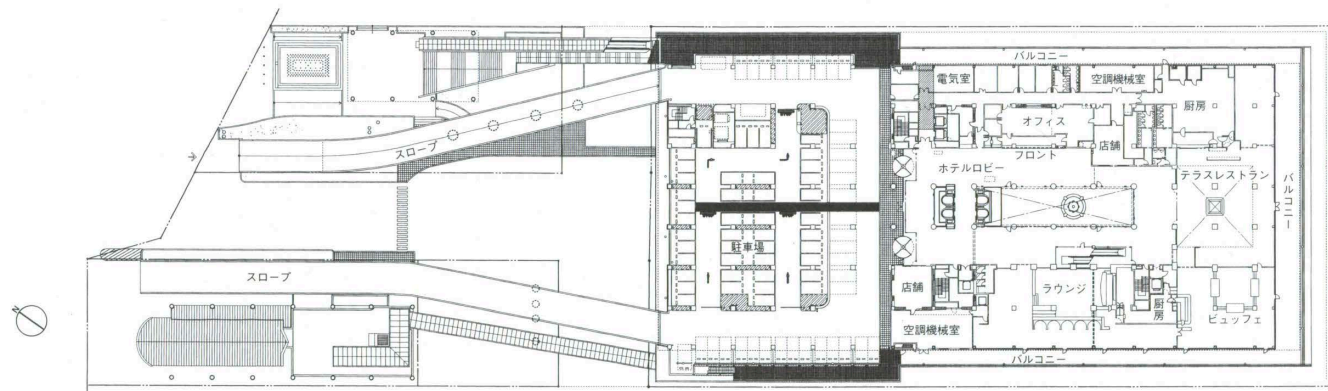 バルコニー
電気室
空調機械室
厨房
オフィス
店舗
スロープ
フロント
ホテルロビー
テラスレストラン
バルコニー
駐車場
スロープ
店舗
ラウンジ
厨房
ビュッフェ
空調機械室
バルコニー
N